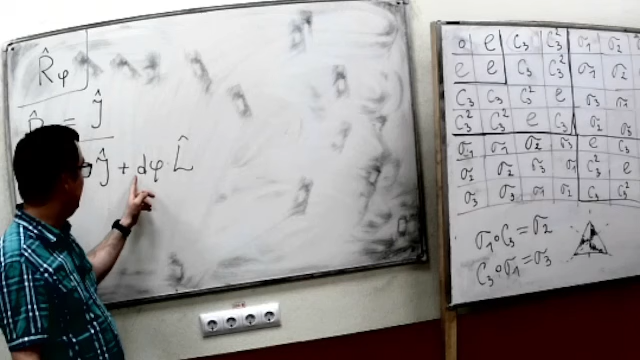 R̂φ
= Ĵ
Ĵ + dφ L̂
o e C₃ C₃² σ₁ σ₂
e e C₃ C₃² σ₁ σ₂
C₃ C₃ C₃² e σ₃ σ₁
C₃² C₃² e C₃ σ₂ σ₃
σ₁ σ₁ σ₂ σ₃ e C₃
σ₂ σ₂ σ₃ σ₁ C₃² e
σ₃ σ₃ σ₁ σ₂ C₃ C₃²
σ₁∘C₃=σ₂
C₃∘σ₁=σ₃